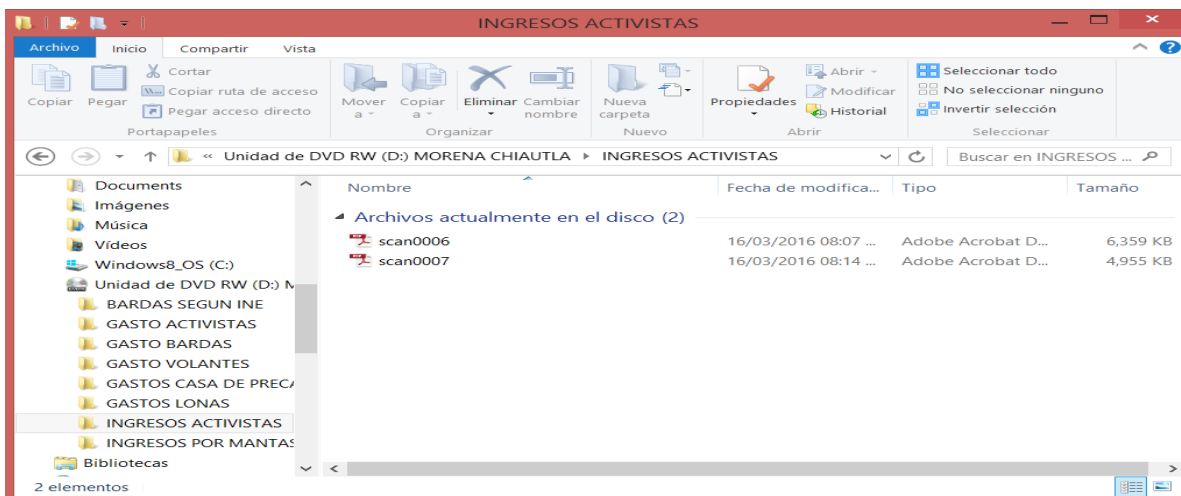 INGRESOS ACTIVISTAS
Archivo Inicio Compartir Vista
Copiar
Pegar
Cortar
Copiar ruta de acceso
Pegar acceso directo
Portapapeles
Mover a
Copiar a
Eliminar
Cambiar nombre
Organizar
Nueva carpeta
Nuevo
Propiedades
Abrir
Modificar
Historial
Abrir
Seleccionar todo
No seleccionar ninguno
Invertir selección
Seleccionar
« Unidad de DVD RW (D:) MORENA CHIAUTLA ▸ INGRESOS ACTIVISTAS
Buscar en INGRESOS ...
Documents
Imágenes
Música
Vídeos
Windows8_OS (C:)
Unidad de DVD RW (D:) M
BARDAS SEGUN INE
GASTO ACTIVISTAS
GASTO BARDAS
GASTO VOLANTES
GASTOS CASA DE PRECA
GASTOS LONAS
INGRESOS ACTIVISTAS
INGRESOS POR MANTAS
Bibliotecas
Nombre Fecha de modifica... Tipo Tamaño
Archivos actualmente en el disco (2)
scan0006 16/03/2016 08:07 ... Adobe Acrobat D... 6,359 KB
scan0007 16/03/2016 08:14 ... Adobe Acrobat D... 4,955 KB
2 elementos